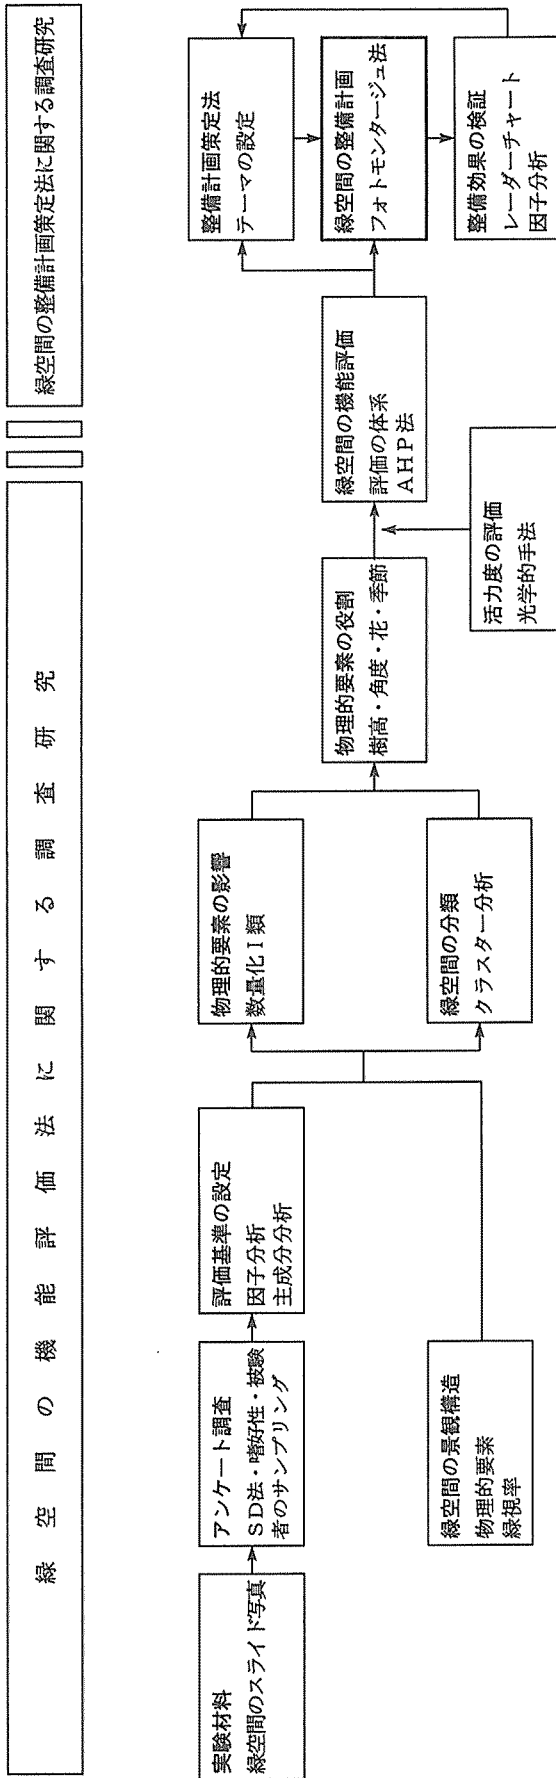 緑空間の機能評価法に関する調査研究
緑空間の整備計画策定法に関する調査研究
実験材料
緑空間のスライド写真
アンケート調査
SD法・嗜好性・被験
者のサンプリング
評価基準の設定
因子分析
主成分分析
緑空間の景観構造
物理的要素
緑視率
物理的要素の影響
数量化Ⅰ類
緑空間の分類
クラスター分析
物理的要素の役割
樹高・角度・花・季節
活力度の評価
光学的手法
緑空間の機能評価
評価の体系
AHP法
整備計画策定法
テーマの設定
緑空間の整備計画
フォトモンタージュ法
整備効果の検証
レーダーチャート
因子分析